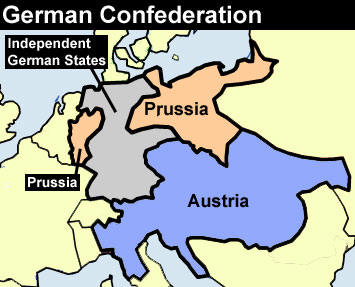 German Confederation
Independent
German States
Prussia
Prussia
Austria